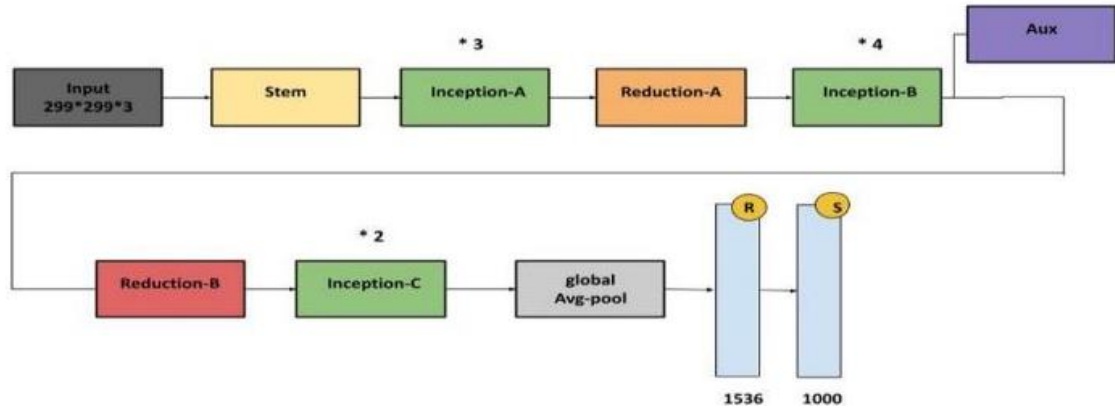 Aux
* 3
* 4
Input
299*299*3
Stem
Inception-A
Reduction-A
Inception-B
R
S
* 2
Reduction-B
Inception-C
global
Avg-pool
1536
1000